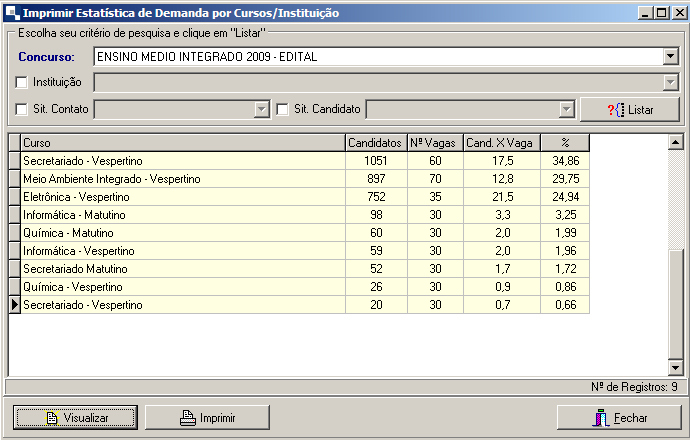 Imprimir Estatística de Demanda por Cursos/Instituição
Escolha seu critério de pesquisa e clique em "Listar"
Concurso: ENSINO MEDIO INTEGRADO 2009 - EDITAL
Instituição
Sit. Contato Sit. Candidato ?{ Listar
Curso Candidatos Nº Vagas Cand. X Vaga %
Secretariado - Vespertino 1051 60 17,5 34,86
Meio Ambiente Integrado - Vespertino 897 70 12,8 29,75
Eletrônica - Vespertino 752 35 21,5 24,94
Informática - Matutino 98 30 3,3 3,25
Química - Matutino 60 30 2,0 1,99
Informática - Vespertino 59 30 2,0 1,96
Secretariado Matutino 52 30 1,7 1,72
Química - Vespertino 26 30 0,9 0,86
Secretariado - Vespertino 20 30 0,7 0,66
Nº de Registros: 9
Visualizar Imprimir Fechar